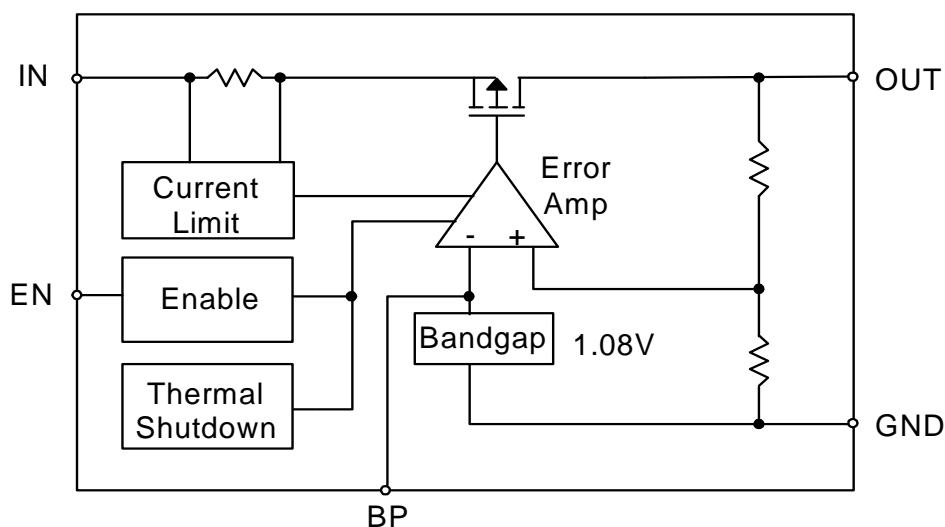 IN
OUT
Error
Amp
Current
Limit
- +
EN
Enable
Bandgap
1.08V
Thermal
Shutdown
GND
BP